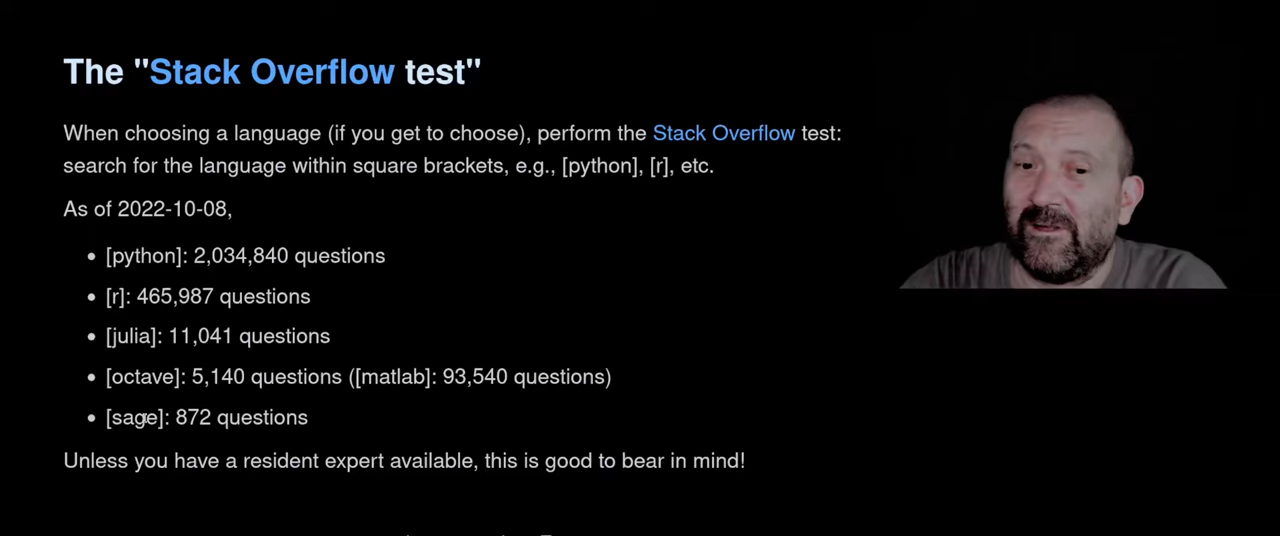 The "Stack Overflow test"
When choosing a language (if you get to choose), perform the Stack Overflow test:
search for the language within square brackets, e.g., [python], [r], etc.
As of 2022-10-08,
• [python]: 2,034,840 questions
• [r]: 465,987 questions
• [julia]: 11,041 questions
• [octave]: 5,140 questions ([matlab]: 93,540 questions)
• [sage]: 872 questions
Unless you have a resident expert available, this is good to bear in mind!